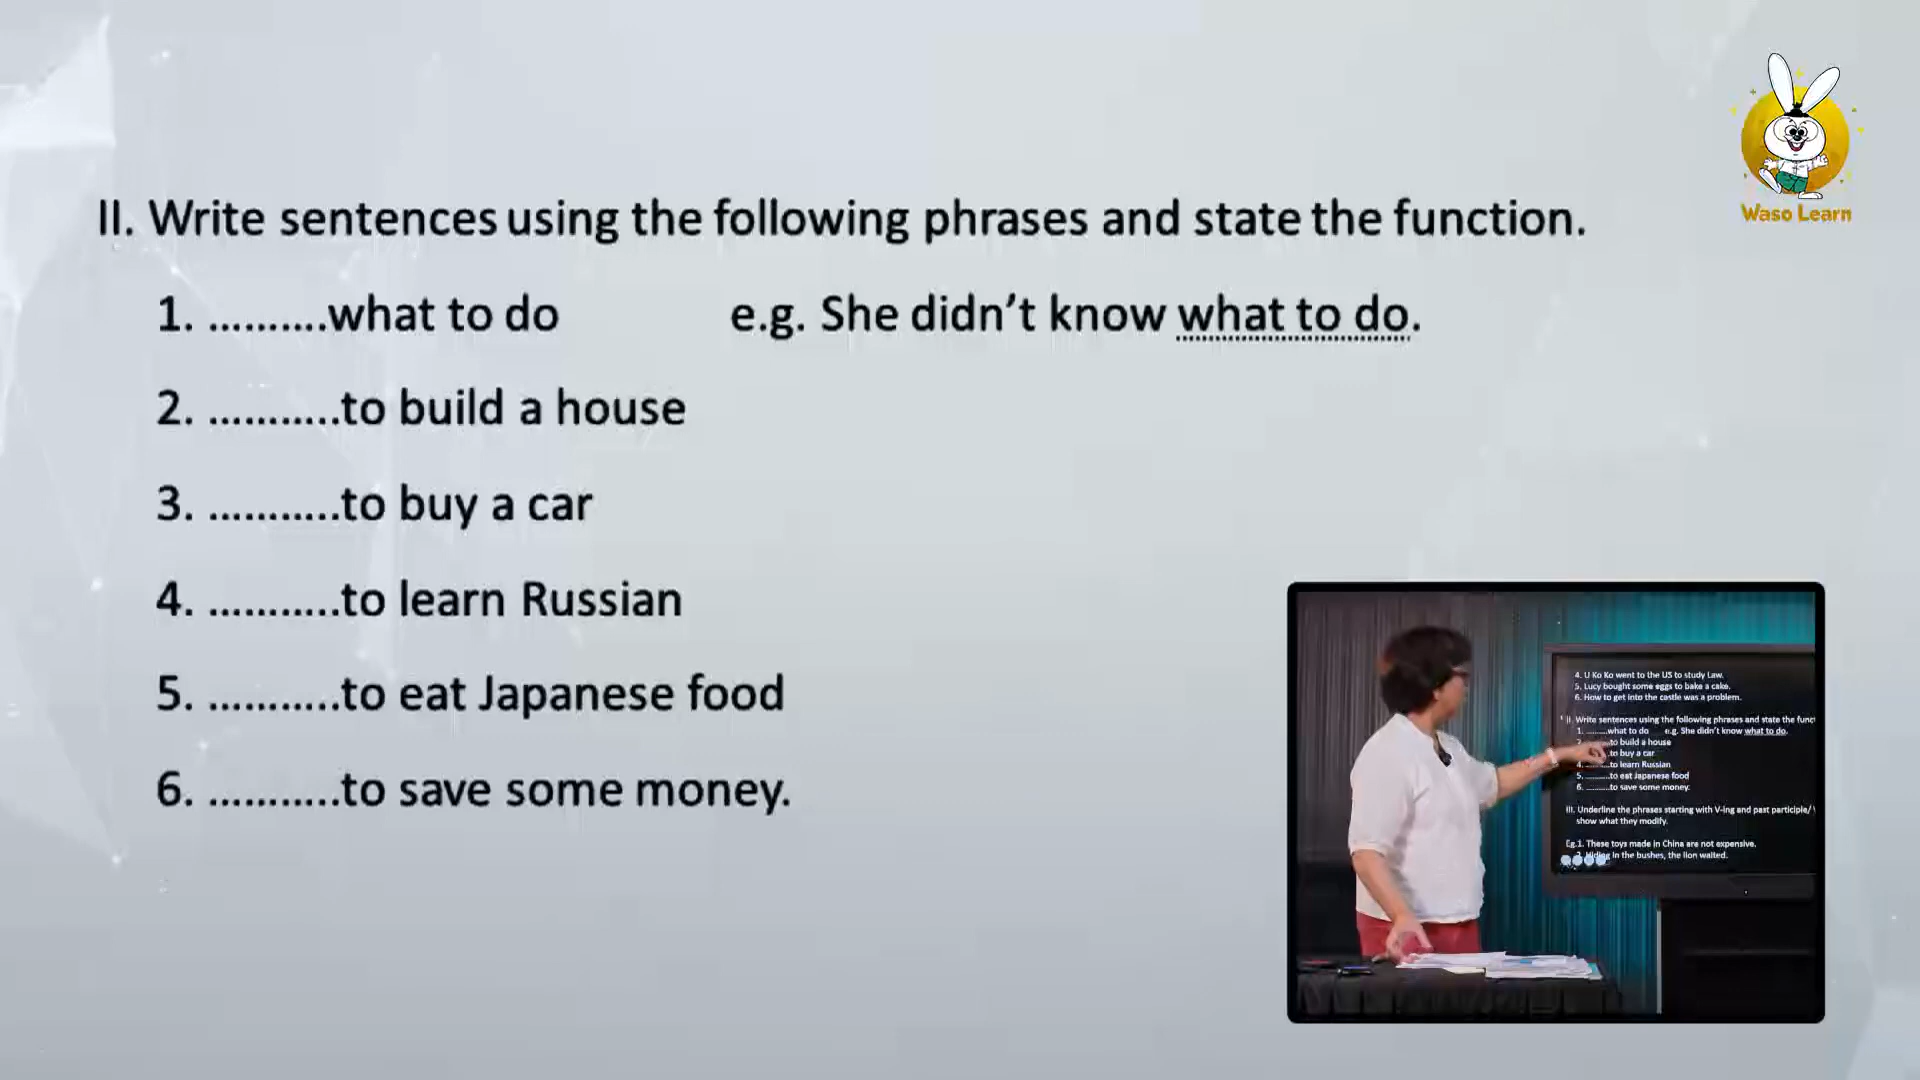 Waso Learn
II. Write sentences using the following phrases and state the function.
1. ..........what to do e.g. She didn't know what to do.
2. ...........to build a house
3. ...........to buy a car
4. ...........to learn Russian
5. ...........to eat Japanese food
6. ...........to save some money.
4. U Ko Ko went to the US to study Law.
5. Lucy bought some eggs to bake a cake.
6. How to get into the castle was a problem.
II. Write sentences using the following phrases and state the funct
1. .........what to do e.g. She didn't know what to do.
to build a house
to buy a car
4. to learn Russian
5. ..........to eat Japanese food
6. ..........to save some money.
III. Underline the phrases starting with V-ing and past participle/
show what they modify.
Eg.1. These toys made in China are not expensive.
2. Hiding in the bushes, the lion waited.